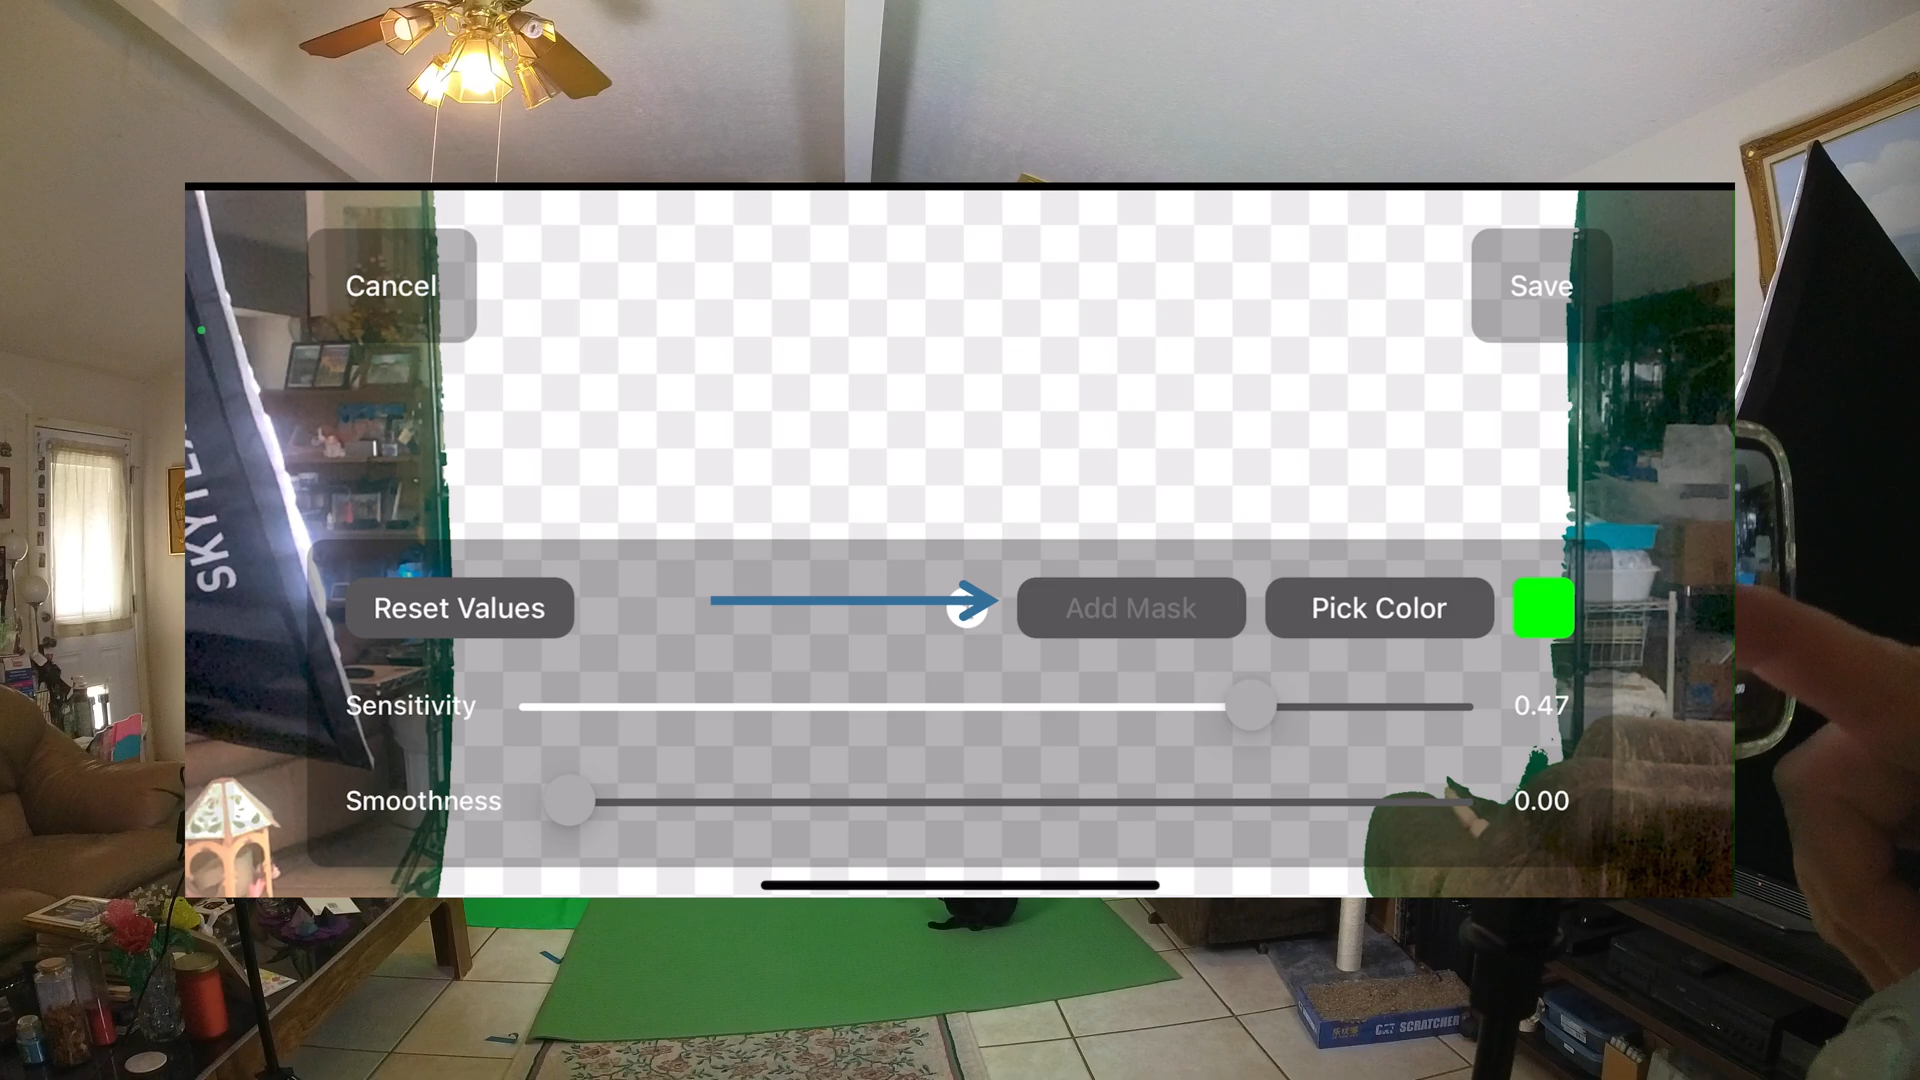 Cancel
Save
SKY
Reset Values
Add Mask
Pick Color
Sensitivity
0.47
Smoothness
0.00
CAT SCRATCHER